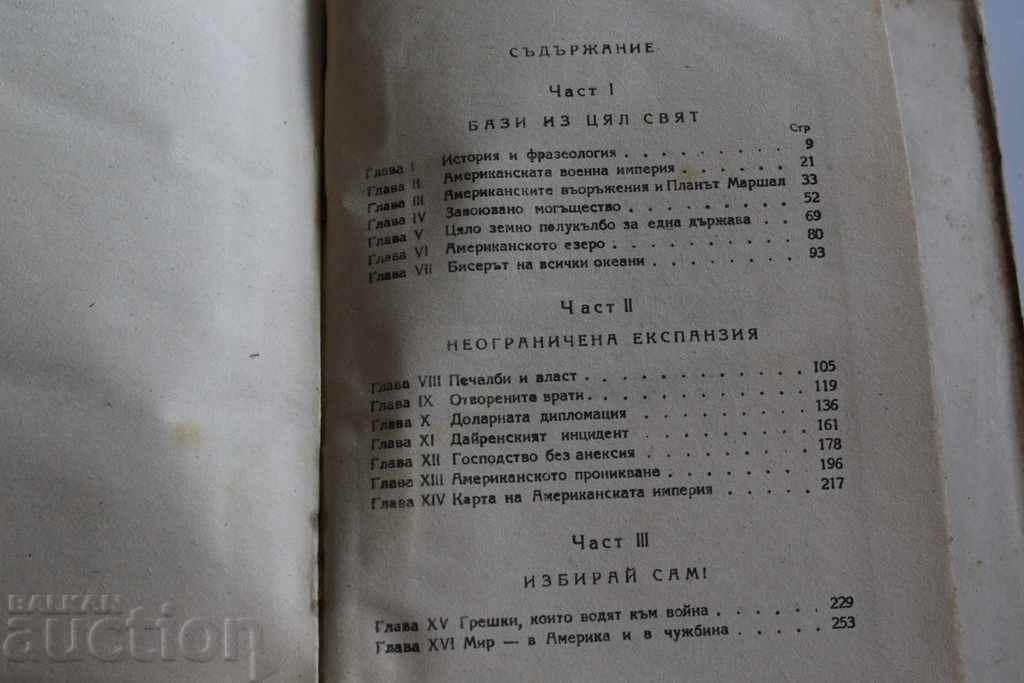 СЪДЪРЖАНИЕ
Част I
БАЗИ ИЗ ЦЯЛ СВЯТ
Стр
Глава I История и фразеология . . . . . . . . . 9
Глава II Американската военна империя . . . . . . 21
Глава III Американските въоръжения и Планът Маршал 33
Глава IV Завоювано могъщество . . . . . . . . 52
Глава V Цяло земно полукълбо за една държава . . 69
Глава VI Американското езеро . . . . . . . . . 80
Глава VII Бисерът на всички океани . . . . . . . 93
Част II
НЕОГРАНИЧЕНА ЕКСПАНЗИЯ
Глава VIII Печалби и власт . . . . . . . . . . . . 105
Глава IX Отворените врати . . . . . . . . . . . . 119
Глава X Доларната дипломация . . . . . . . . . 136
Глава XI Дайренският инцидент . . . . . . . . . 161
Глава XII Господство без анексия . . . . . . . . . 178
Глава XIII Американското проникване . . . . . . . . 196
Глава XIV Карта на Американската империя . . . . . 217
Част III
ИЗБИРАЙ САМ!
Глава XV Грешки, които водят към война . . . . . . 229
Глава XVI Мир — в Америка и в чужбина . . . . . 253
BALKAN
auction